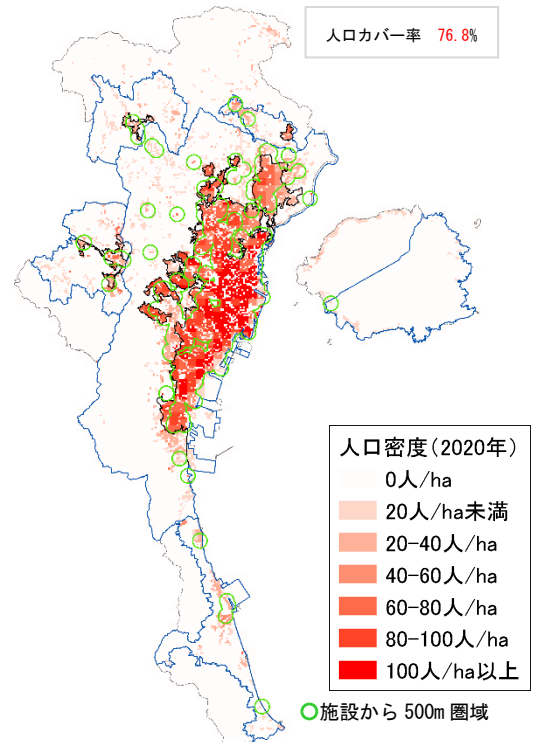 人口カバー率 76.8%
人口密度(2020年)
0人/ha
20人/ha未満
20-40人/ha
40-60人/ha
60-80人/ha
80-100人/ha
100人/ha以上
施設から500m圏域